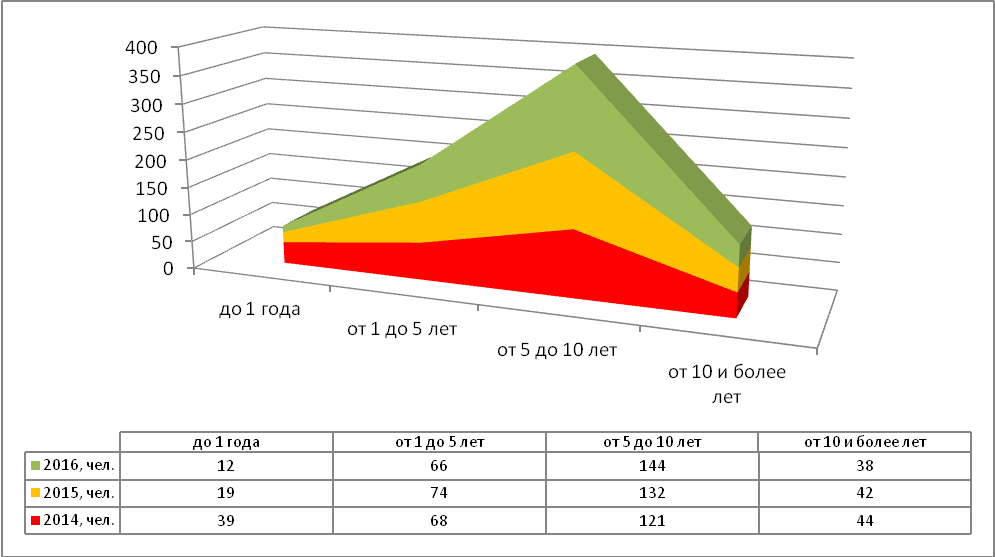 400
350
300
250
200
150
100
50
0
до 1 года
от 1 до 5 лет
от 5 до 10 лет
от 10 и более
лет
до 1 года от 1 до 5 лет от 5 до 10 лет от 10 и более лет
2016, чел. 12 66 144 38
2015, чел. 19 74 132 42
2014, чел. 39 68 121 44